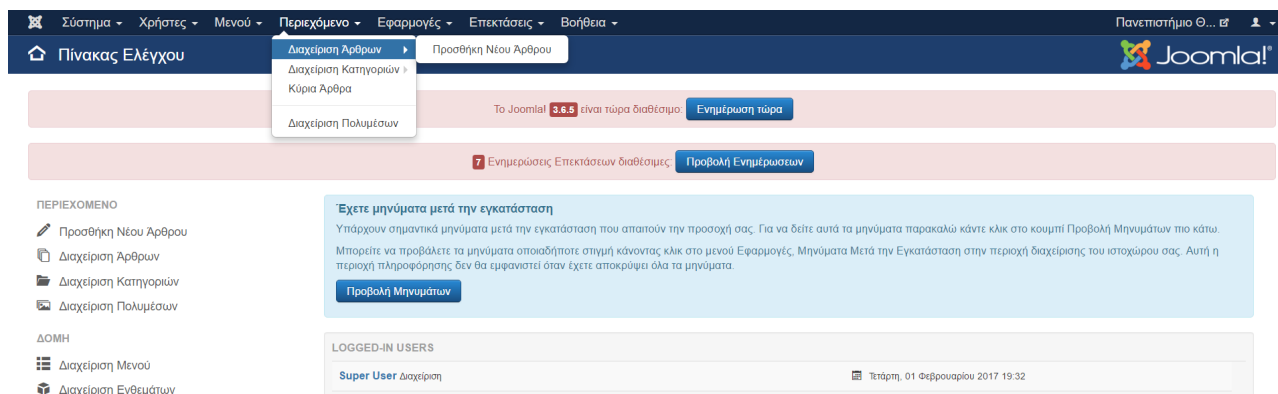 Σύστημα Χρήστες Μενού Περιεχόμενο Εφαρμογές Επεκτάσεις Βοήθεια Πανεπιστήμιο Θ...
Πίνακας Ελέγχου
Joomla!®
Διαχείριση Άρθρων
Προσθήκη Νέου Άρθρου
Διαχείριση Κατηγοριών
Κύρια Άρθρα
Διαχείριση Πολυμέσων
Το Joomla! 3.6.5 είναι τώρα διαθέσιμο: Ενημέρωση τώρα
7 Ενημερώσεις Επεκτάσεων διαθέσιμες: Προβολή Ενημέρωσεων
ΠΕΡΙΕΧΟΜΕΝΟ
Προσθήκη Νέου Άρθρου
Διαχείριση Άρθρων
Διαχείριση Κατηγοριών
Διαχείριση Πολυμέσων
ΔΟΜΗ
Διαχείριση Μενού
Διαχείριση Ενθεμάτων
Έχετε μηνύματα μετά την εγκατάσταση
Υπάρχουν σημαντικά μηνύματα μετά την εγκατάσταση που απαιτούν την προσοχή σας. Για να δείτε αυτά τα μηνύματα παρακαλώ κάντε κλικ στο κουμπί Προβολή Μηνυμάτων πιο κάτω.
Μπορείτε να προβάλετε τα μηνύματα οποιαδήποτε στιγμή κάνοντας κλικ στο μενού Εφαρμογές, Μηνύματα Μετά την Εγκατάσταση στην περιοχή διαχείρισης του ιστοχώρου σας. Αυτή η
περιοχή πληροφόρησης δεν θα εμφανιστεί όταν έχετε αποκρύψει όλα τα μηνύματα.
Προβολή Μηνυμάτων
LOGGED-IN USERS
Super User Διαχείριση Τετάρτη, 01 Φεβρουαρίου 2017 19:32